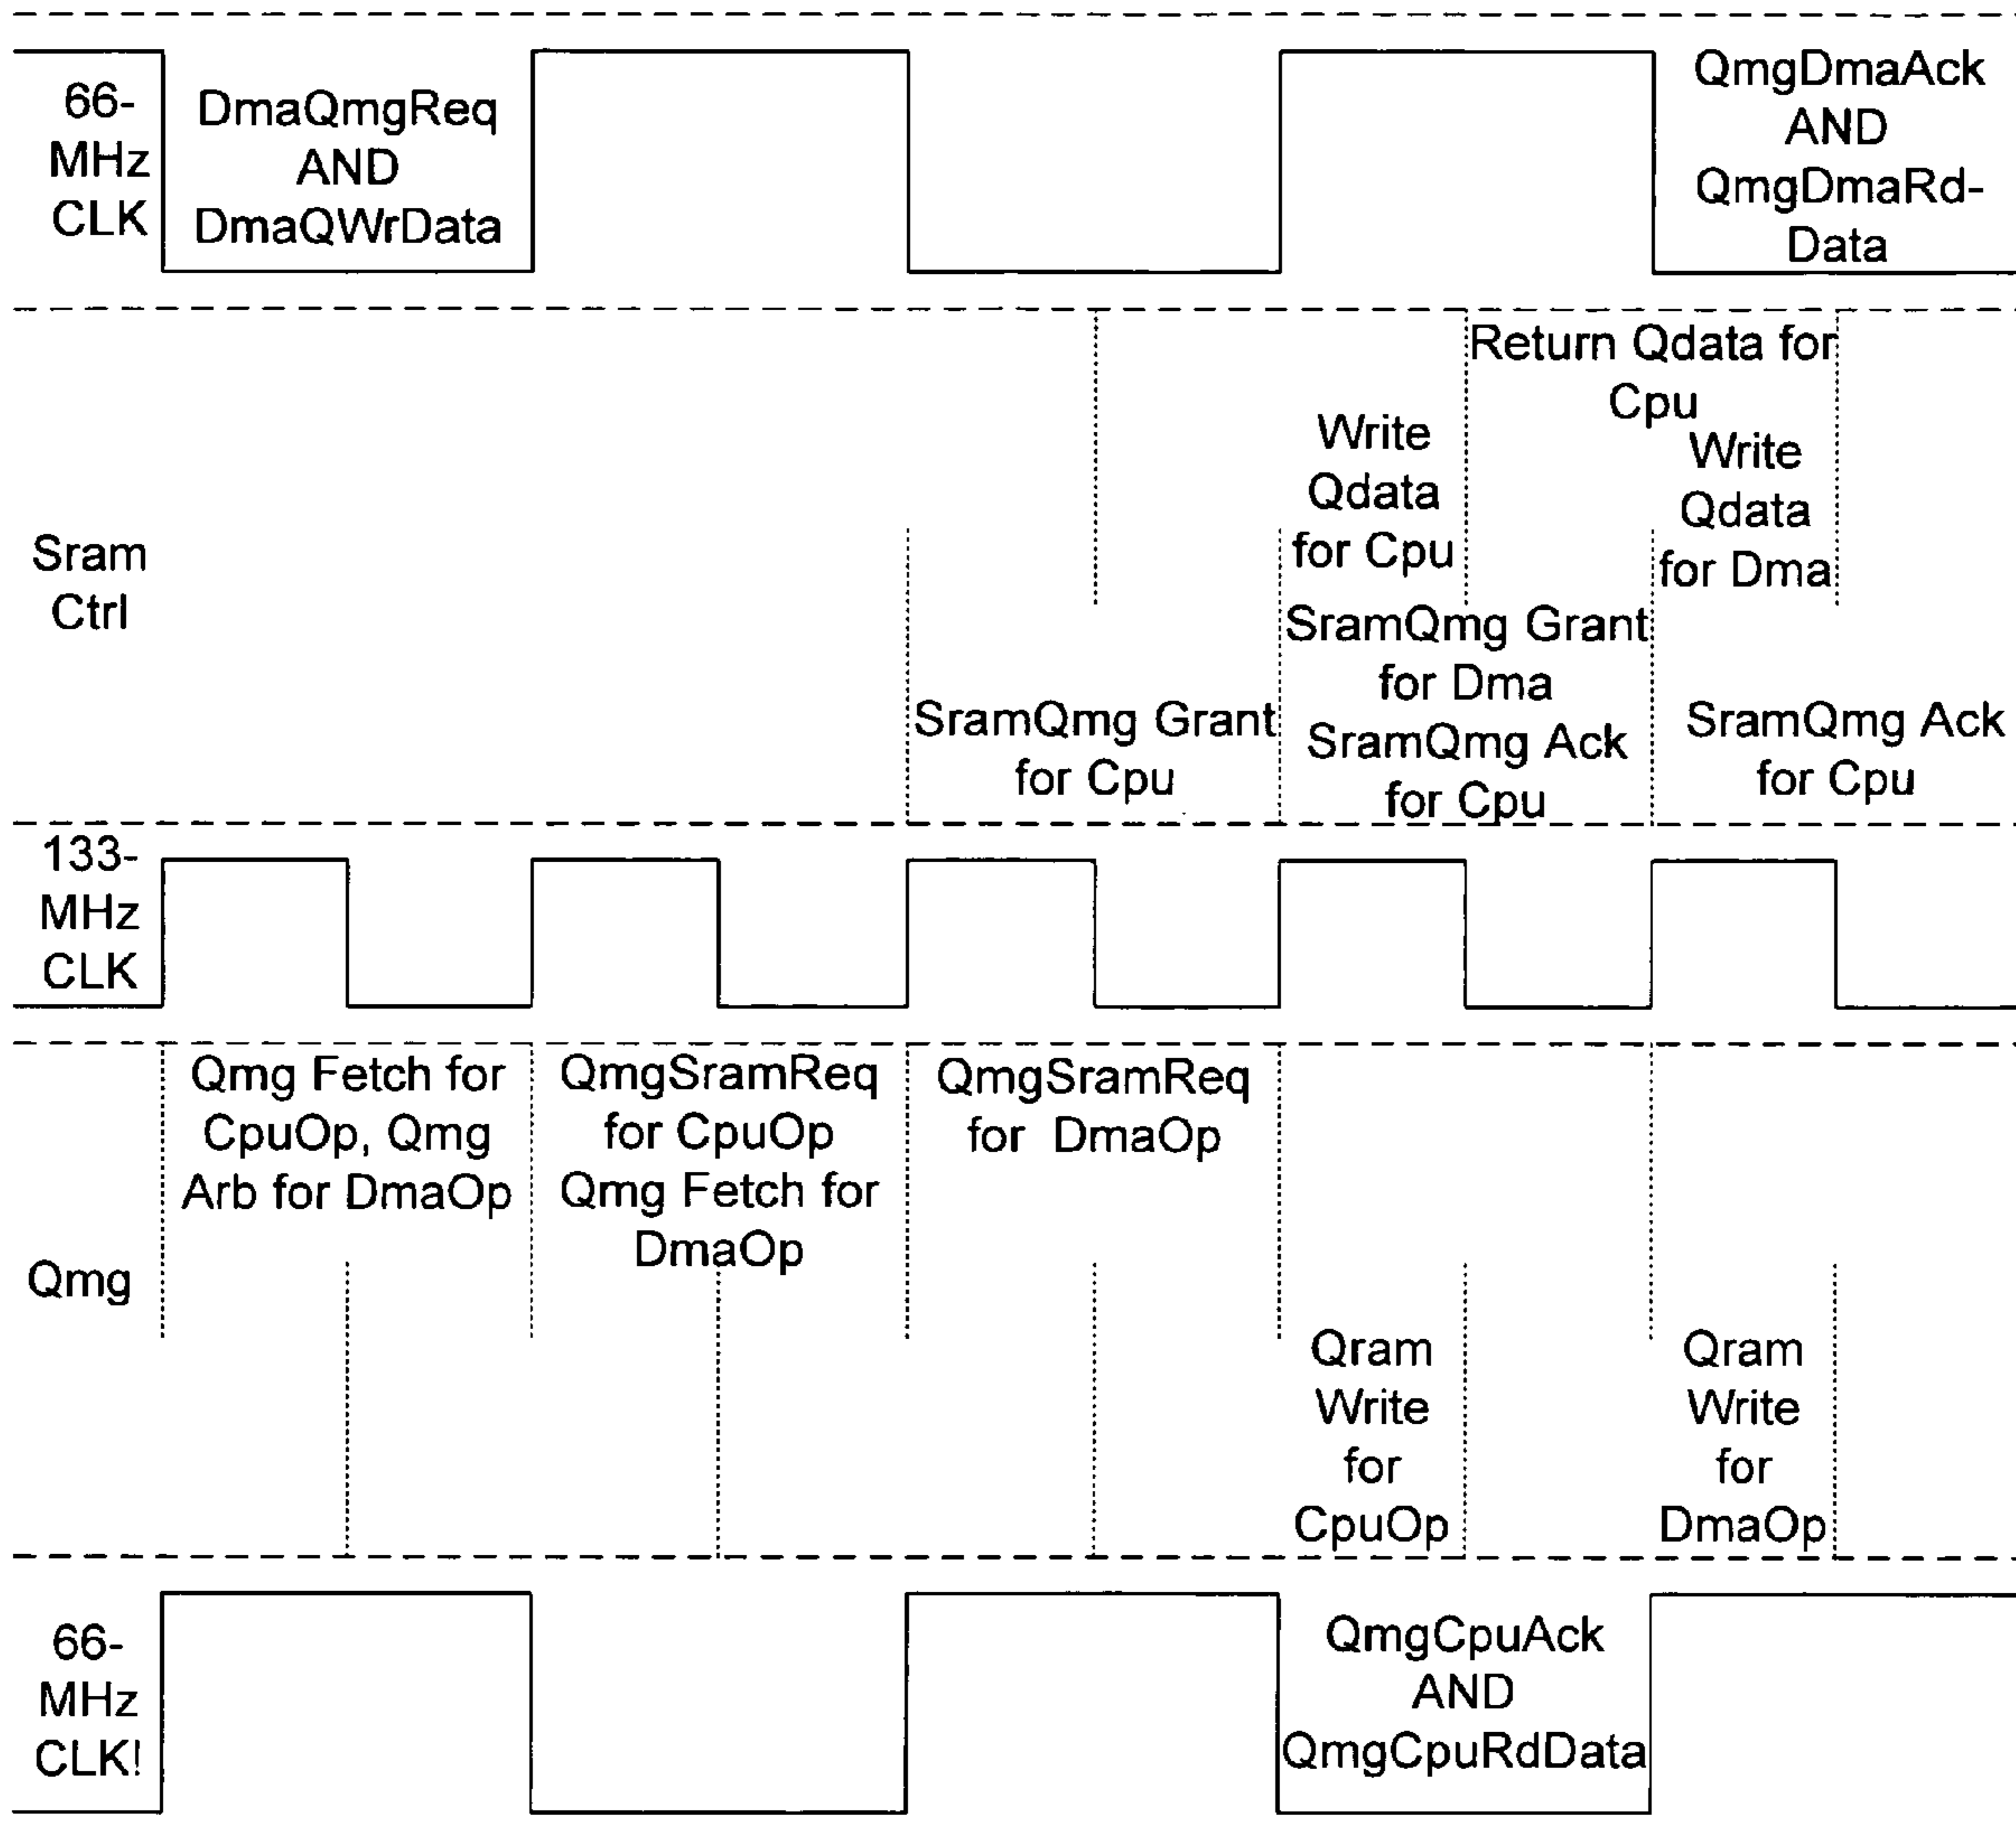 66-
MHz
CLK
DmaQmgReq
AND
DmaQWrData
QmgDmaAck
AND
QmgDmaRd-
Data
Sram
Ctrl
SramQmg Grant
for Cpu
Write
Qdata
for Cpu
SramQmg Grant
for Dma
SramQmg Ack
for Cpu
Return Qdata for
Cpu
Write
Qdata
for Dma
SramQmg Ack
for Cpu
133-
MHz
CLK
Qmg
Qmg Fetch for
CpuOp, Qmg
Arb for DmaOp
QmgSramReq
for CpuOp
Qmg Fetch for
DmaOp
QmgSramReq
for DmaOp
Qram
Write
for
CpuOp
Qram
Write
for
DmaOp
66-
MHz
CLK!
QmgCpuAck
AND
QmgCpuRdData